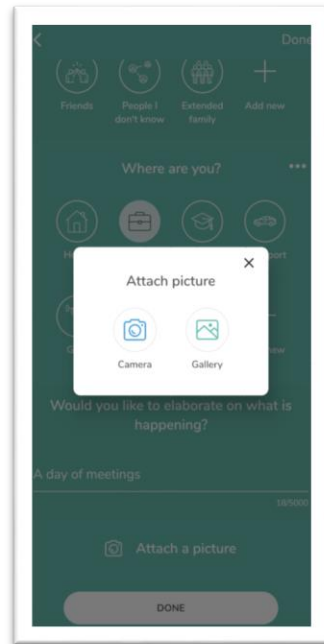 Done
Friends
People I
don't know
Extended
family
Add new
Where are you?
Attach picture
Camera
Gallery
Would you like to elaborate on what is
happening?
A day of meetings
18/5000
Attach a picture
DONE